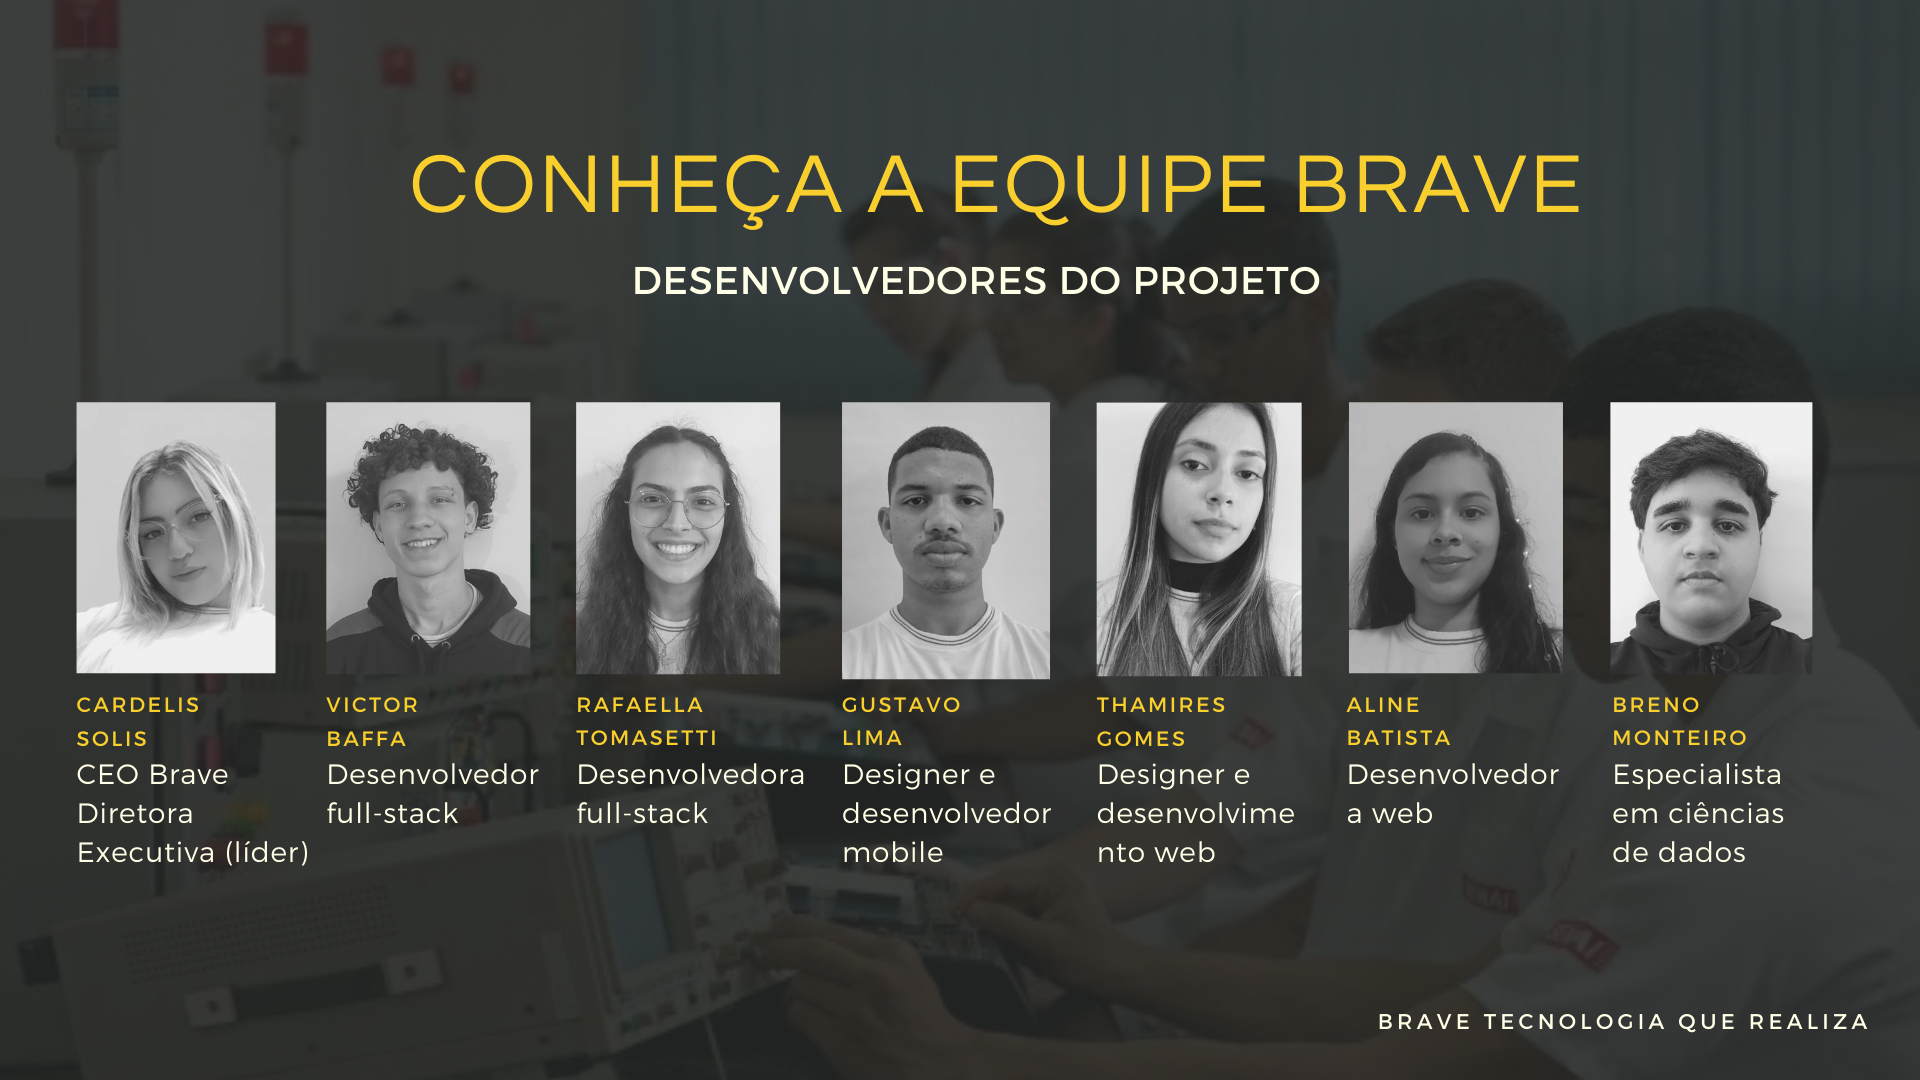 CONHEÇA A EQUIPE BRAVE
DESENVOLVEDORES DO PROJETO
CARDELIS
SOLIS
CEO Brave
Diretora
Executiva (líder)
VICTOR
BAFFA
Desenvolvedor
full-stack
RAFAELLA
TOMASETTI
Desenvolvedora
full-stack
GUSTAVO
LIMA
Designer e
desenvolvedor
mobile
THAMIRES
GOMES
Designer e
desenvolvime
nto web
ALINE
BATISTA
Desenvolvedor
a web
BRENO
MONTEIRO
Especialista
em ciências
de dados
BRAVE TECNOLOGIA QUE REALIZA